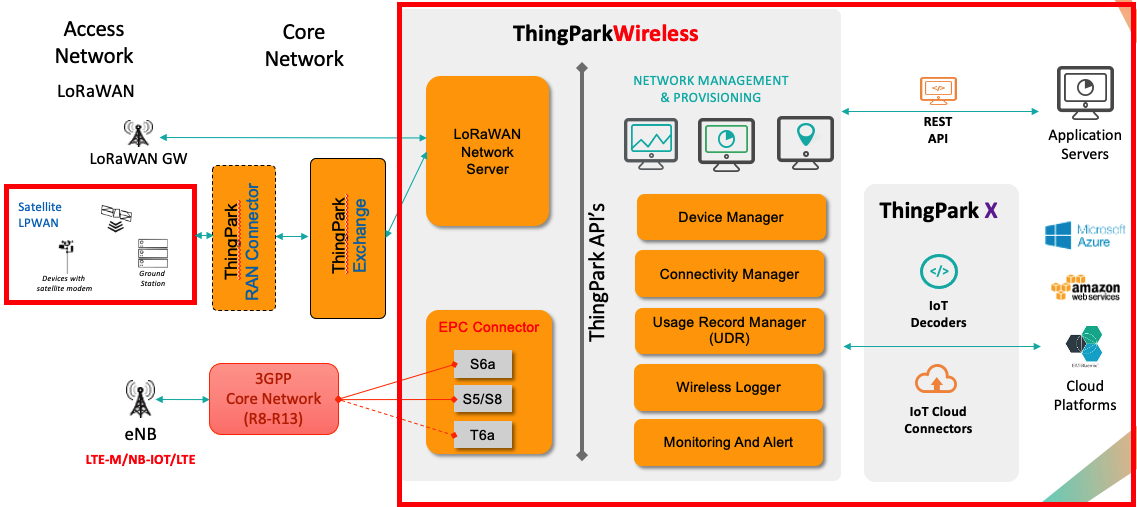 Access
Network
Core
Network
ThingParkWireless
LoRaWAN
LoRaWAN GW
LoRaWAN
Network
Server
NETWORK MANAGEMENT
& PROVISIONING
REST
API
Application
Servers
Satellite
LPWAN
Devices with
satellite modem
Ground
Station
ThingPark
RAN Connector
ThingPark
Exchange
ThingPark API's
Device Manager
Connectivity Manager
Usage Record Manager
(UDR)
Wireless Logger
Monitoring And Alert
ThingPark X
</>
IoT
Decoders
IoT Cloud
Connectors
Microsoft
Azure
amazon
web services
Cloud
Platforms
EPC Connector
S6a
S5/S8
T6a
3GPP
Core Network
(R8-R13)
eNB
LTE-M/NB-IOT/LTE